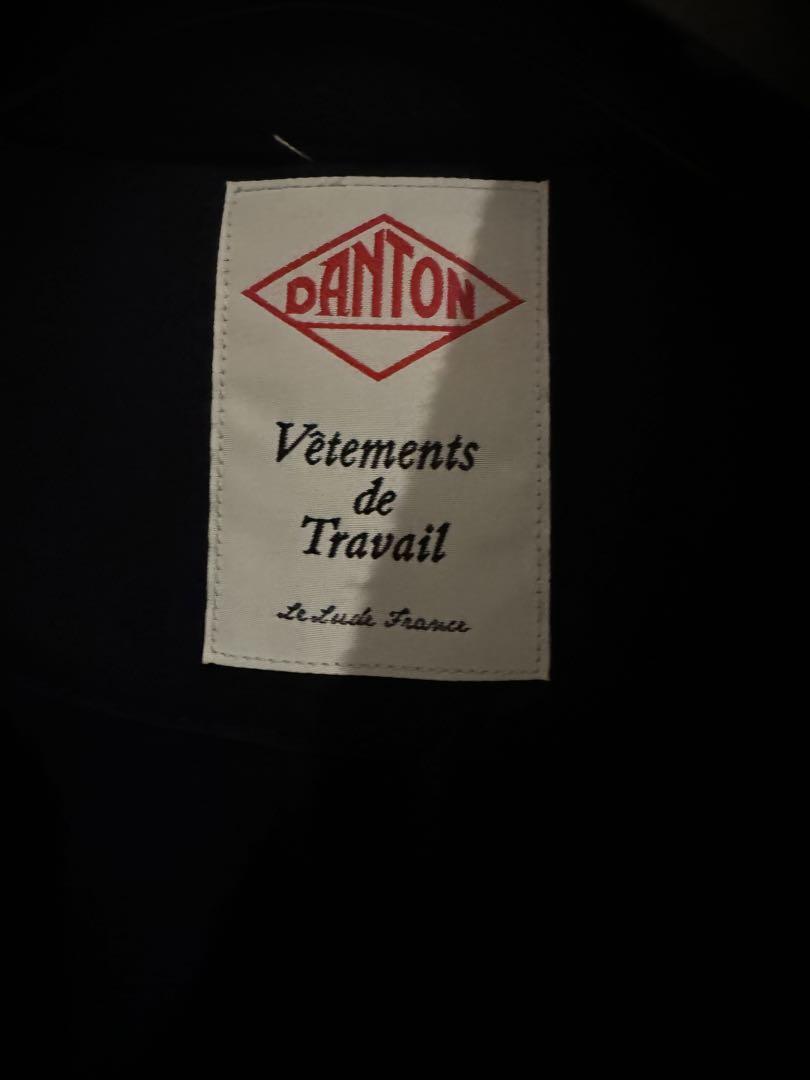 DANTON
Vêtements
de
Travail
Le Lude France